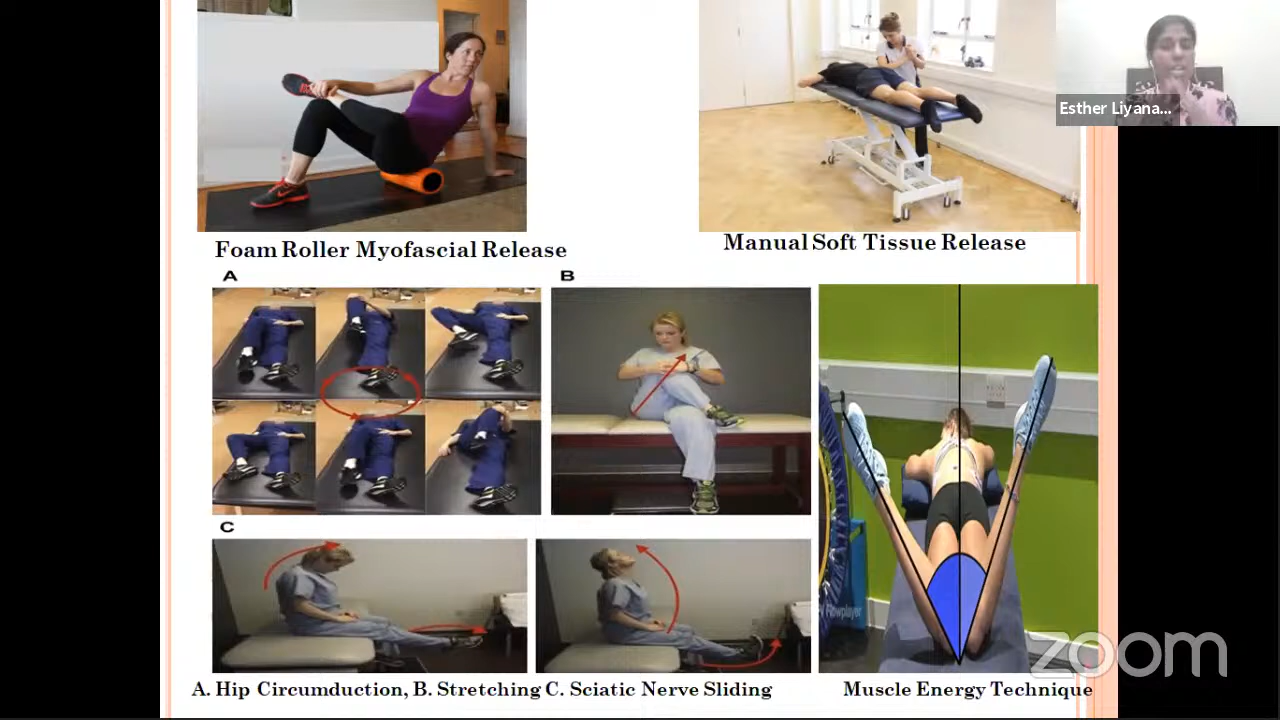 Esther Liyana...
Foam Roller Myofascial Release
Manual Soft Tissue Release
A
B
C
Flowplayer
zoom
A. Hip Circumduction, B. Stretching C. Sciatic Nerve Sliding
Muscle Energy Technique